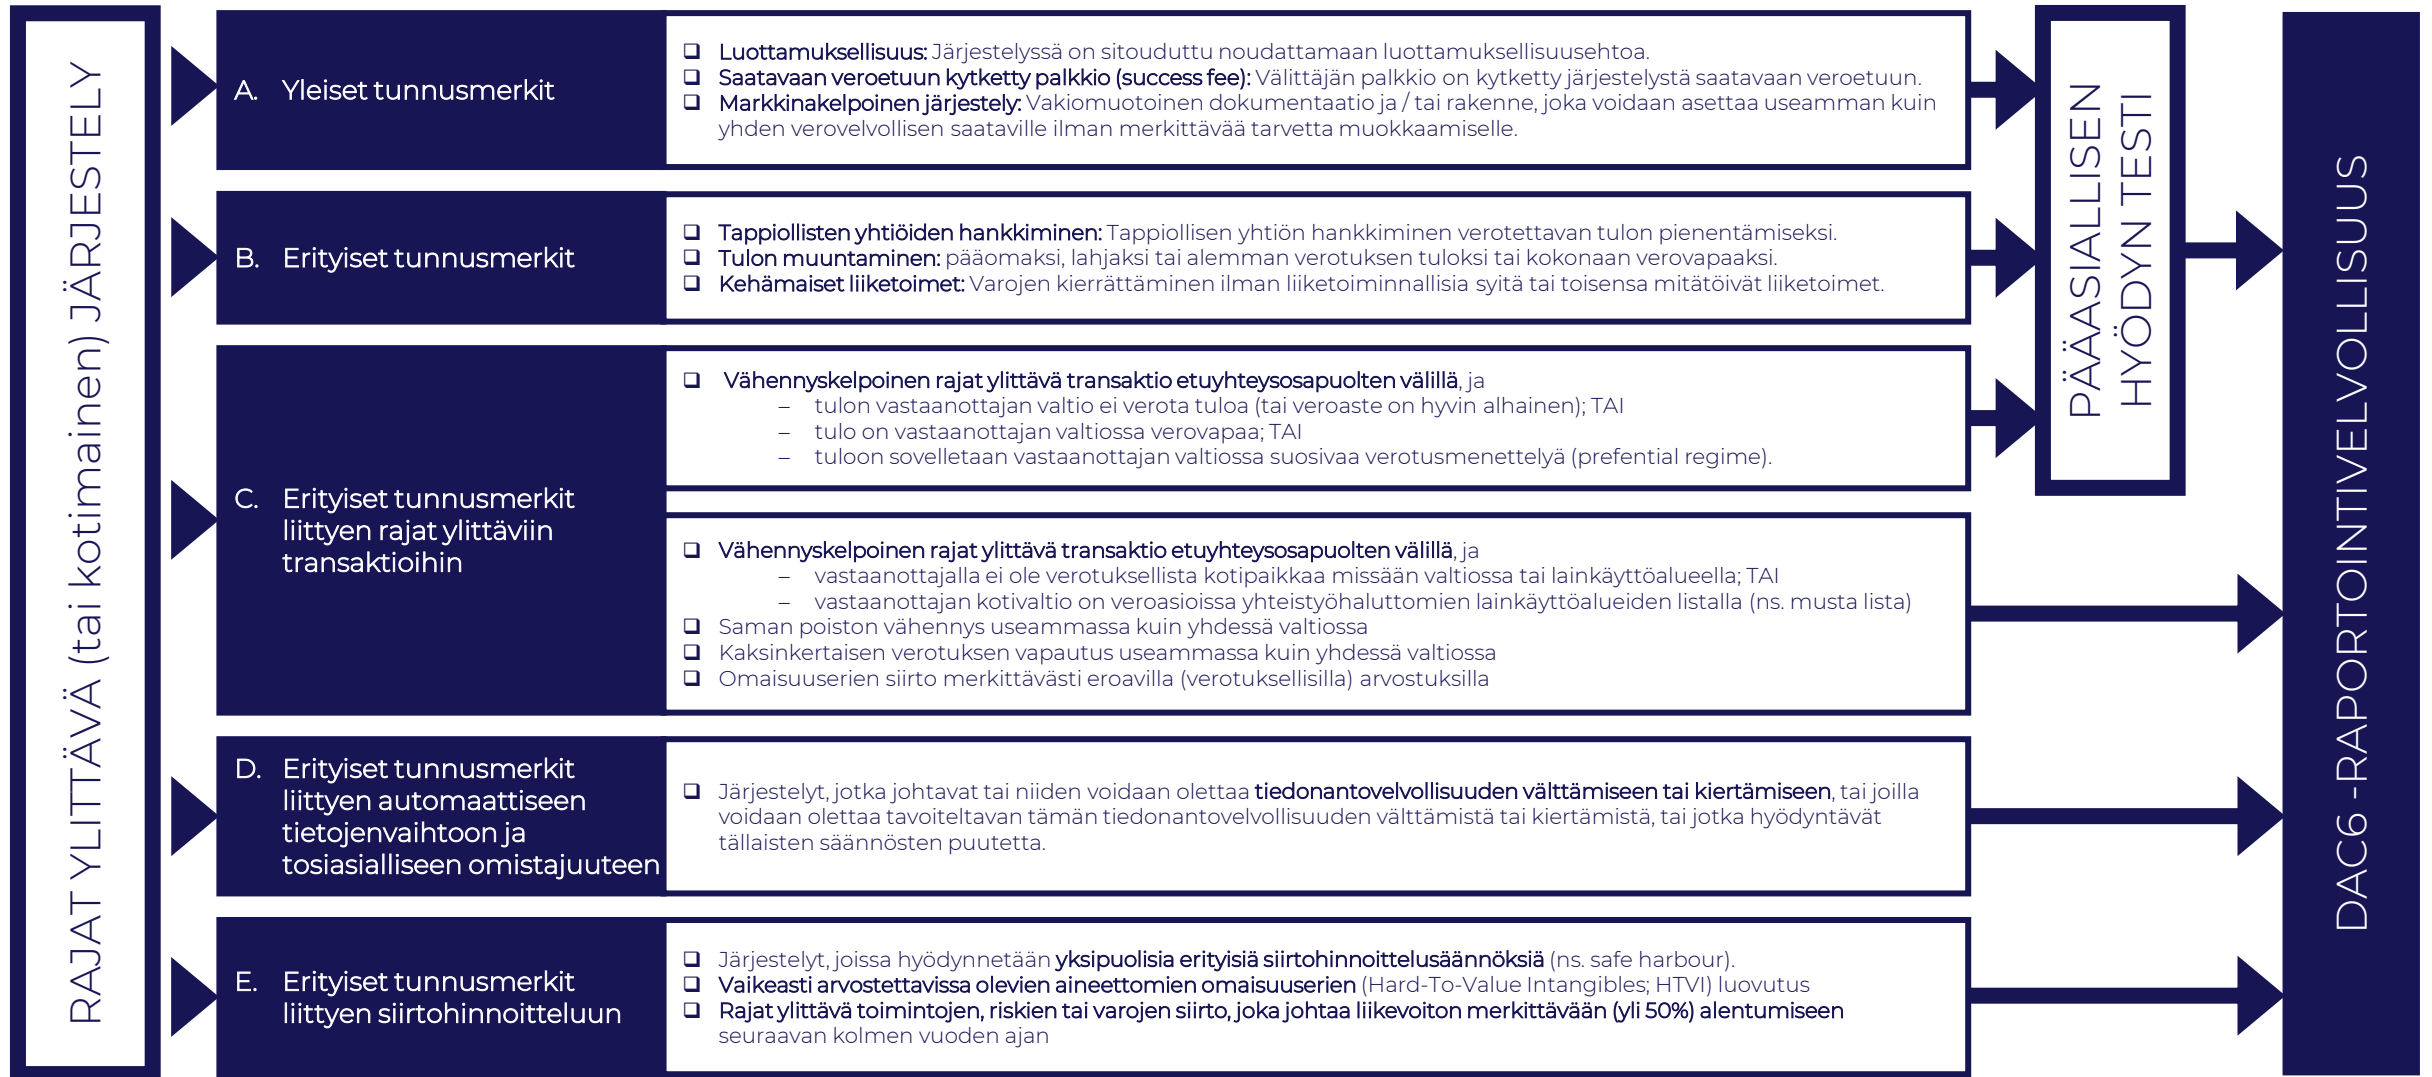 RAJAT YLITTÄVÄ (tai kotimainen) JÄRJESTELY
A. Yleiset tunnusmerkit
❑ Luottamuksellisuus: Järjestelyssä on sitouduttu noudattamaan luottamuksellisuusehtoa.
❑ Saatavaan veroetuun kytketty palkkio (success fee): Välittäjän palkkio on kytketty järjestelystä saatavaan veroetuun.
❑ Markkinakelpoinen järjestely: Vakiomuotoinen dokumentaatio ja / tai rakenne, joka voidaan asettaa useamman kuin
yhden verovelvollisen saataville ilman merkittävää tarvetta muokkaamiselle.
B. Erityiset tunnusmerkit
❑ Tappiollisten yhtiöiden hankkiminen: Tappiollisen yhtiön hankkiminen verotettavan tulon pienentämiseksi.
❑ Tulon muuntaminen: pääomaksi, lahjaksi tai alemman verotuksen tuloksi tai kokonaan verovapaaksi.
❑ Kehämaiset liiketoimet: Varojen kierrättäminen ilman liiketoiminnallisia syitä tai toisensa mitätöivät liiketoimet.
C. Erityiset tunnusmerkit
liittyen rajat ylittäviin
transaktioihin
❑ Vähennyskelpoinen rajat ylittävä transaktio etuyhteysosapuolten välillä, ja
– tulon vastaanottajan valtio ei verota tuloa (tai veroaste on hyvin alhainen); TAI
– tulo on vastaanottajan valtiossa verovapaa; TAI
– tuloon sovelletaan vastaanottajan valtiossa suosivaa verotusmenettelyä (prefential regime).
❑ Vähennyskelpoinen rajat ylittävä transaktio etuyhteysosapuolten välillä, ja
– vastaanottajalla ei ole verotuksellista kotipaikkaa missään valtiossa tai lainkäyttöalueella; TAI
– vastaanottajan kotivaltio on veroasioissa yhteistyöhaluttomien lainkäyttöalueiden listalla (ns. musta lista)
❑ Saman poiston vähennys useammassa kuin yhdessä valtiossa
❑ Kaksinkertaisen verotuksen vapautus useammassa kuin yhdessä valtiossa
❑ Omaisuuserien siirto merkittävästi eroavilla (verotuksellisilla) arvostuksilla
D. Erityiset tunnusmerkit
liittyen automaattiseen
tietojenvaihtoon ja
tosiasialliseen omistajuuteen
❑ Järjestelyt, jotka johtavat tai niiden voidaan olettaa tiedonantovelvollisuuden välttämiseen tai kiertämiseen, tai joilla
voidaan olettaa tavoiteltavan tämän tiedonantovelvollisuuden välttämistä tai kiertämistä, tai jotka hyödyntävät
tällaisten säännösten puutetta.
E. Erityiset tunnusmerkit
liittyen siirtohinnoitteluun
❑ Järjestelyt, joissa hyödynnetään yksipuolisia erityisiä siirtohinnoittelusäännöksiä (ns. safe harbour).
❑ Vaikeasti arvostettavissa olevien aineettomien omaisuuserien (Hard-To-Value Intangibles; HTVI) luovutus
❑ Rajat ylittävä toimintojen, riskien tai varojen siirto, joka johtaa liikevoiton merkittävään (yli 50%) alentumiseen
seuraavan kolmen vuoden ajan
PÄÄASIALLISEN
HYÖDYN TESTI
DAC6 -RAPORTOINTIVELVOLLISUUS